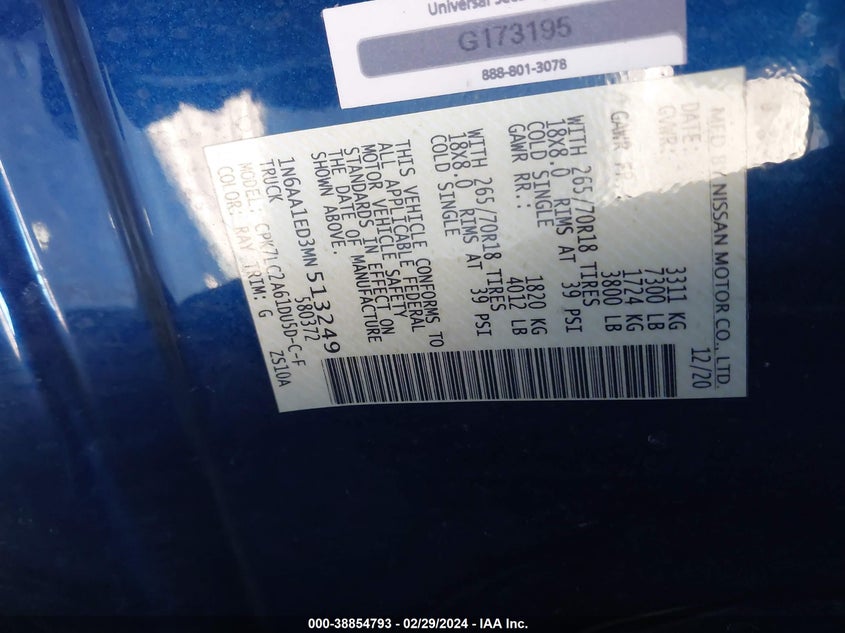 Universal
G173195
888-801-3078
MFD BY NISSAN MOTOR CO., LTD.
DATE: 12/20
GVWR: 3311 KG
7300 LB
GAWR 1724 KG
3800 LB
WITH 265/70R18 TIRES
18X8.0 RIMS AT 39 PSI
COLD SINGLE
GAWR RR.: 1820 KG
4012 LB
WITH 265/70R18 TIRES
18X8.0 RIMS AT 39 PSI
COLD SINGLE
THIS VEHICLE CONFORMS TO
ALL APPLICABLE FEDERAL
MOTOR VEHICLE SAFETY
STANDARDS IN EFFECT ON
THE DATE OF MANUFACTURE
SHOWN ABOVE.
1N6AA1ED3MN513249
TRUCK 580372
MODEL: CPK7LC2A61DU5D-C-F
COLOR: RAY TRIM: G ZS10A
000-38854793 - 02/29/2024 - IAA Inc.